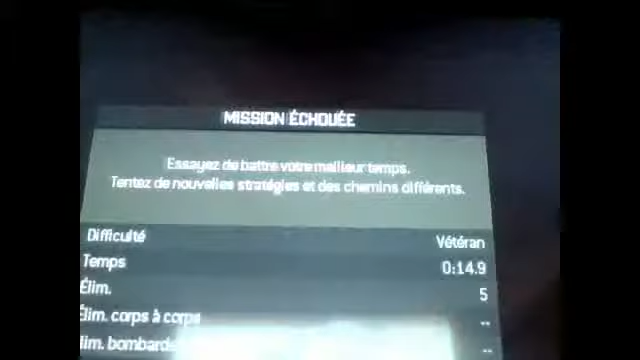 MISSION ÉCHOUÉE
Essayez de battre votre meilleur temps.
Tentez de nouvelles stratégies et des chemins différents.
Difficulté Vétéran
Temps 0:14.9
Élim. 5
Élim. corps à corps --
--